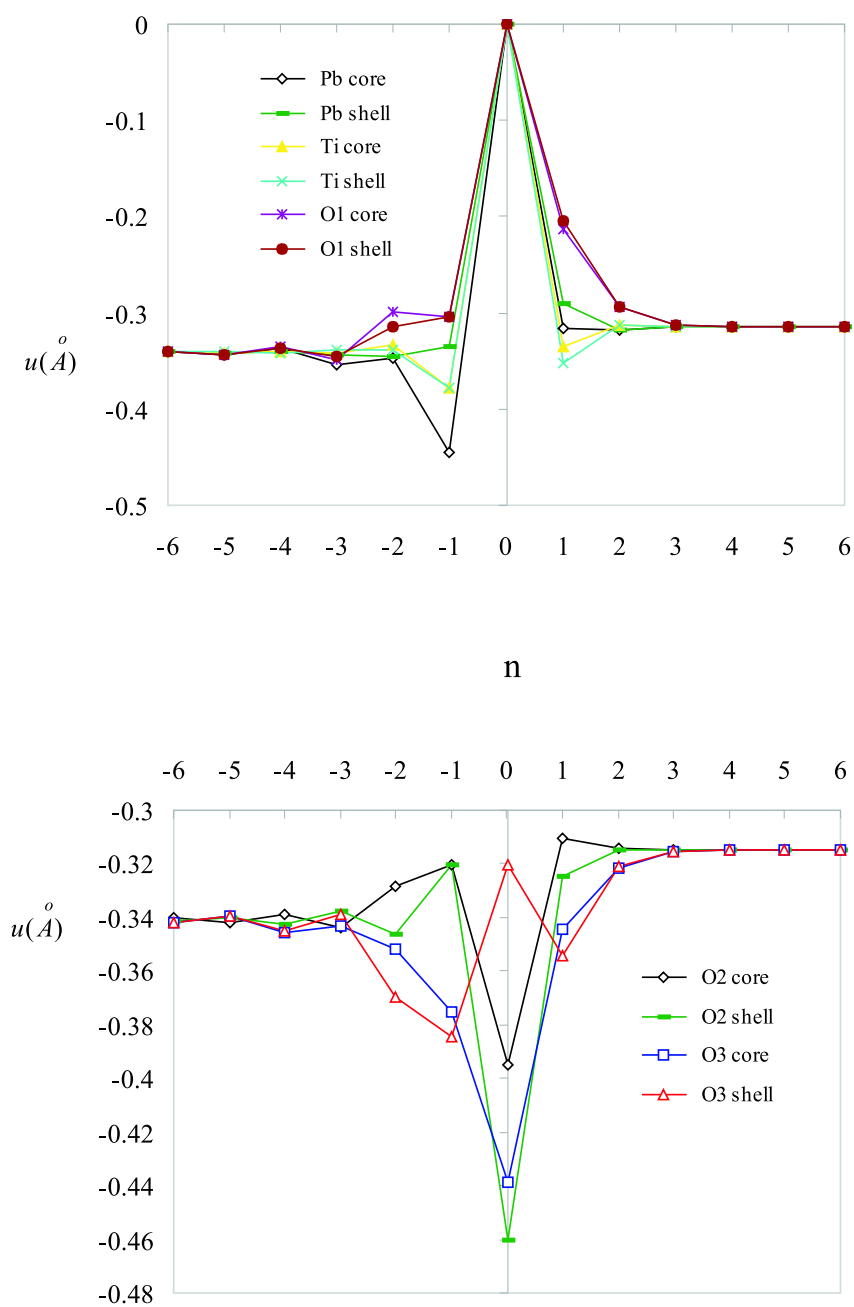 0
-0.1
-0.2
-0.3
-0.4
-0.5
u(A)
o
Pb core
Pb shell
Ti core
Ti shell
O1 core
O1 shell
-6 -5 -4 -3 -2 -1 0 1 2 3 4 5 6
n
-6 -5 -4 -3 -2 -1 0 1 2 3 4 5 6
-0.3
-0.32
-0.34
-0.36
-0.38
-0.4
-0.42
-0.44
-0.46
-0.48
o
u(A)
O2 core
O2 shell
O3 core
O3 shell